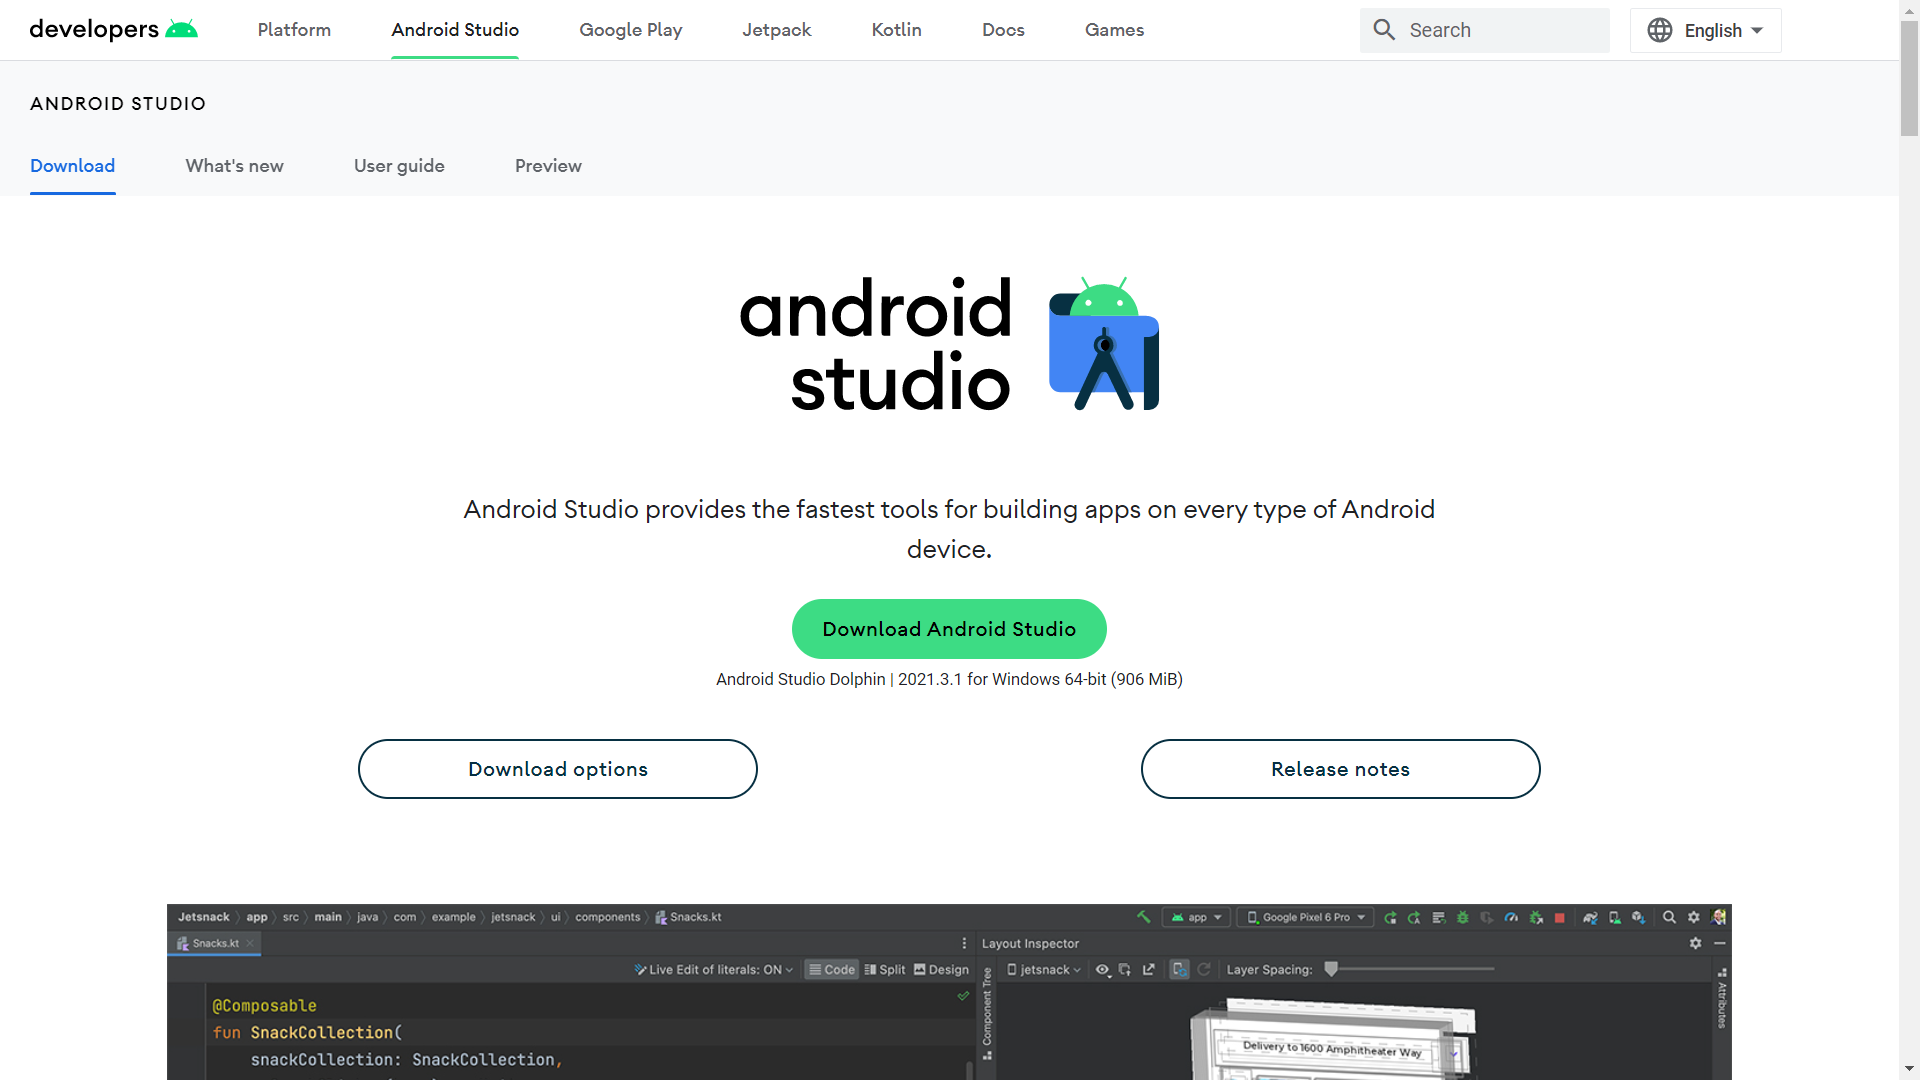 developers
Platform
Android Studio
Google Play
Jetpack
Kotlin
Docs
Games
Search
English
ANDROID STUDIO
Download
What's new
User guide
Preview
android
studio
Android Studio provides the fastest tools for building apps on every type of Android
device.
Download Android Studio
Android Studio Dolphin | 2021.3.1 for Windows 64-bit (906 MiB)
Download options
Release notes
Jetsnack app src main java com example jetsnack ui components Snacks.kt
app
Google Pixel 6 Pro
Snacks.kt
Layout Inspector
Live Edit of literals: ON
Code
Split
Design
jetsnack
Layer Spacing:
Component Tree
Attributes
@Composable
fun SnackCollection(
snackCollection: SnackCollection,
Delivery to 1600 Amphitheater Way